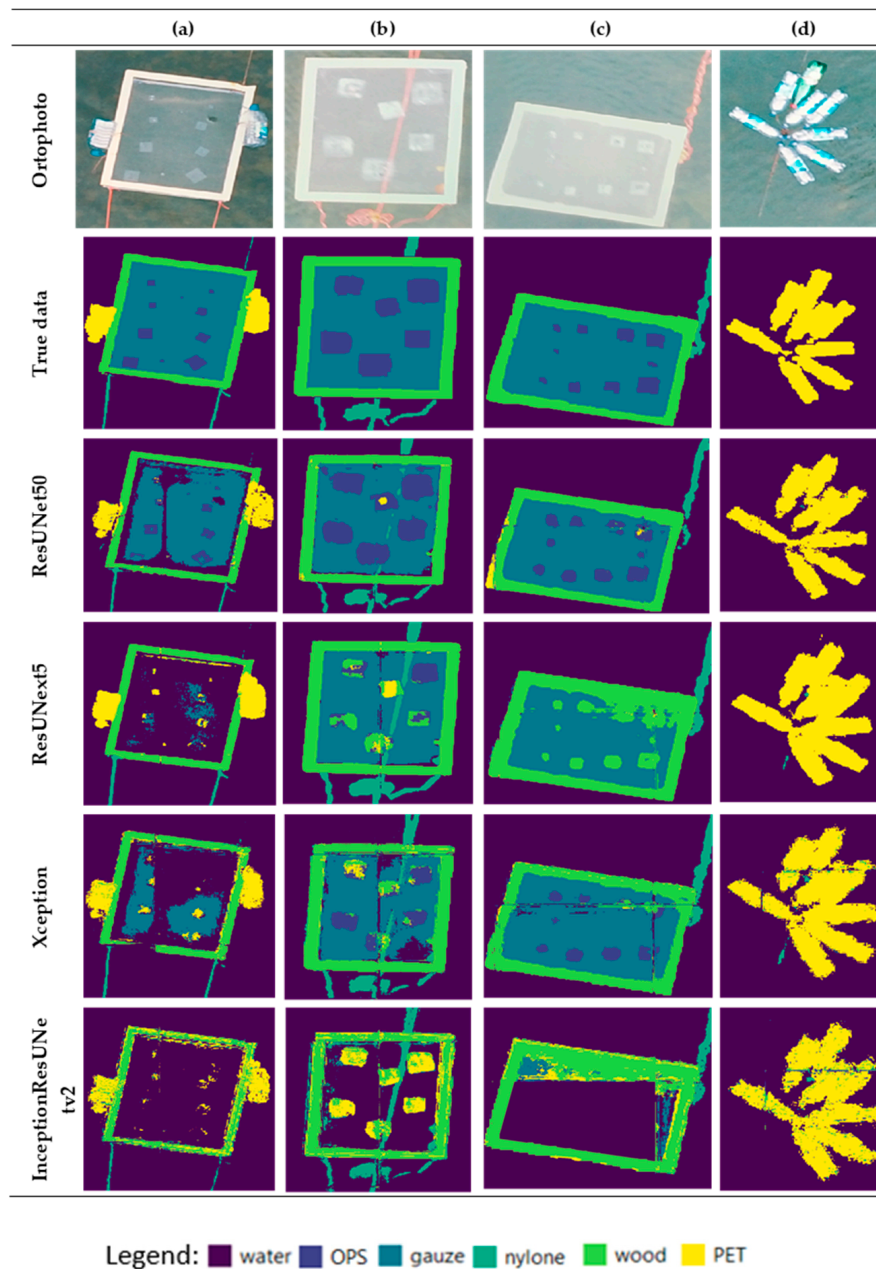 (a) (b) (c) (d)
Ortophoto
True data
ResUNet50
ResUNext5
Xception
InceptionResUNe
tv2
Legend: water OPS gauze nylone wood PET